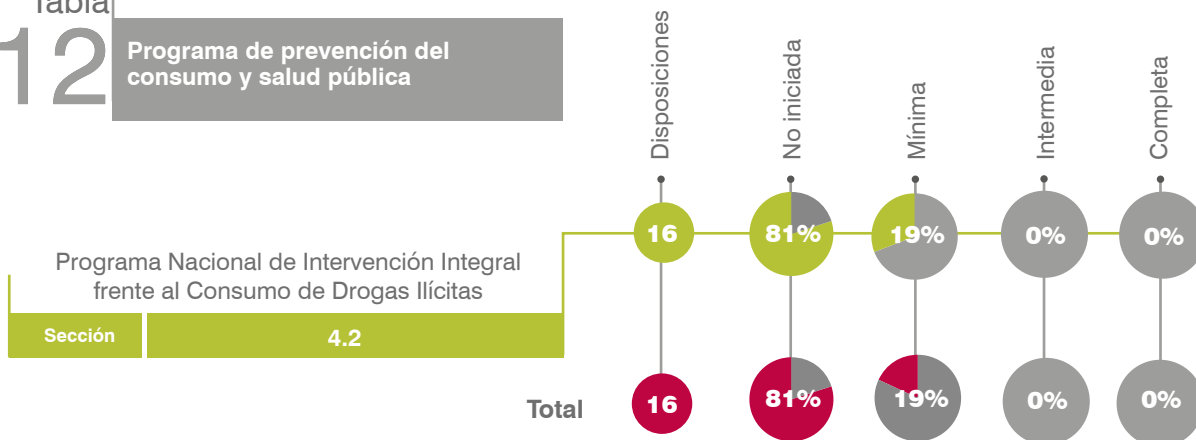 Tabla
12
Programa de prevención del
consumo y salud pública
Disposiciones
No iniciada
Mínima
Intermedia
Completa
16
81%
19%
0%
0%
Programa Nacional de Intervención Integral
frente al Consumo de Drogas Ilícitas
Sección
4.2
Total
16
81%
19%
0%
0%